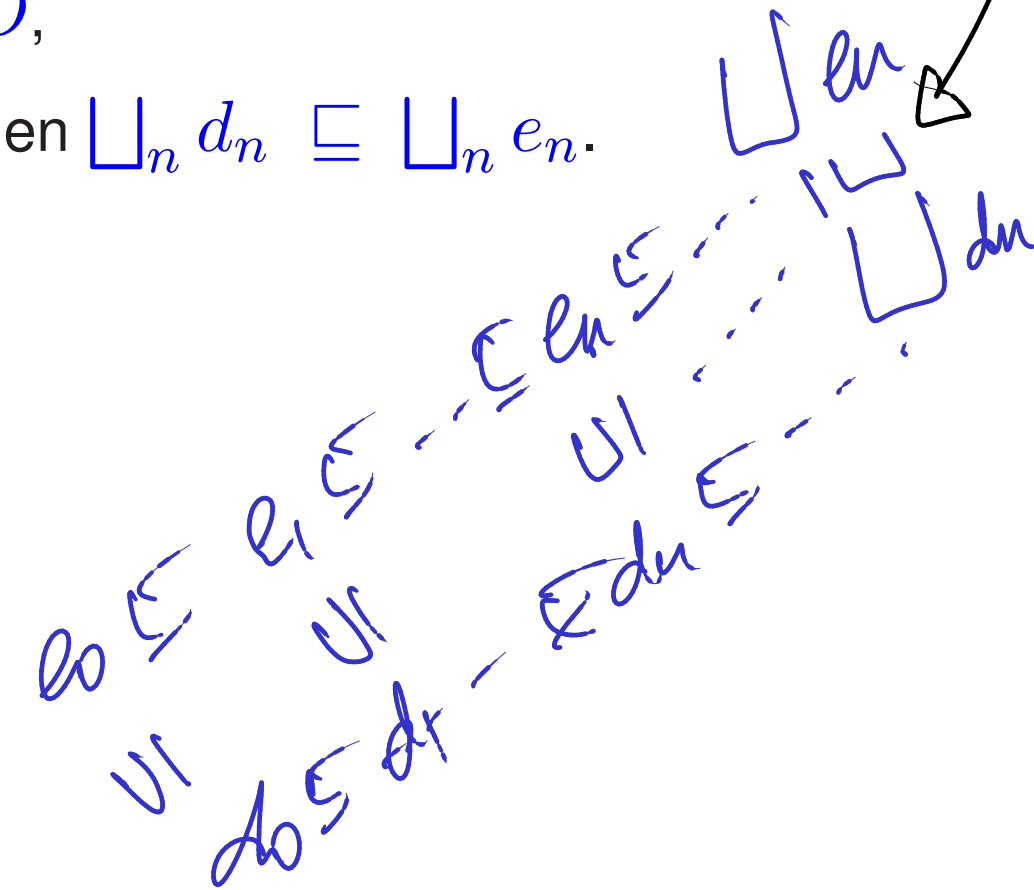 ),
en ⨆ₙ dₙ ⊑ ⨆ₙ eₙ.
⨆ en
⊔|
⨆ dn
e0 ⊑ e1 ⊑ - - - ⊑ en ⊑ - - -
⊔| ⊔| ⊔| - - -
d0 ⊑ d1 - - ⊑ dn ⊑ - - -